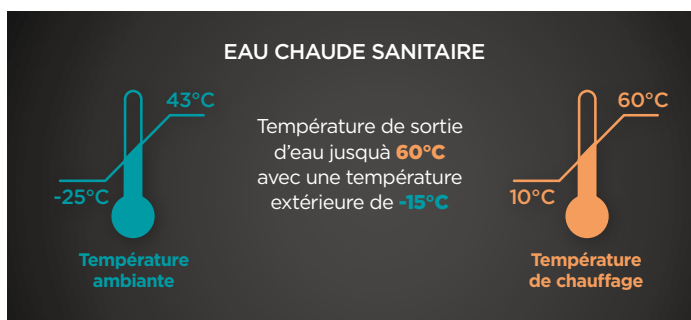 EAU CHAUDE SANITAIRE
43°C
-25°C
Température
ambiante
Température de sortie
d'eau jusquà 60°C
avec une température
extérieure de -15°C
60°C
10°C
Température
de chauffage